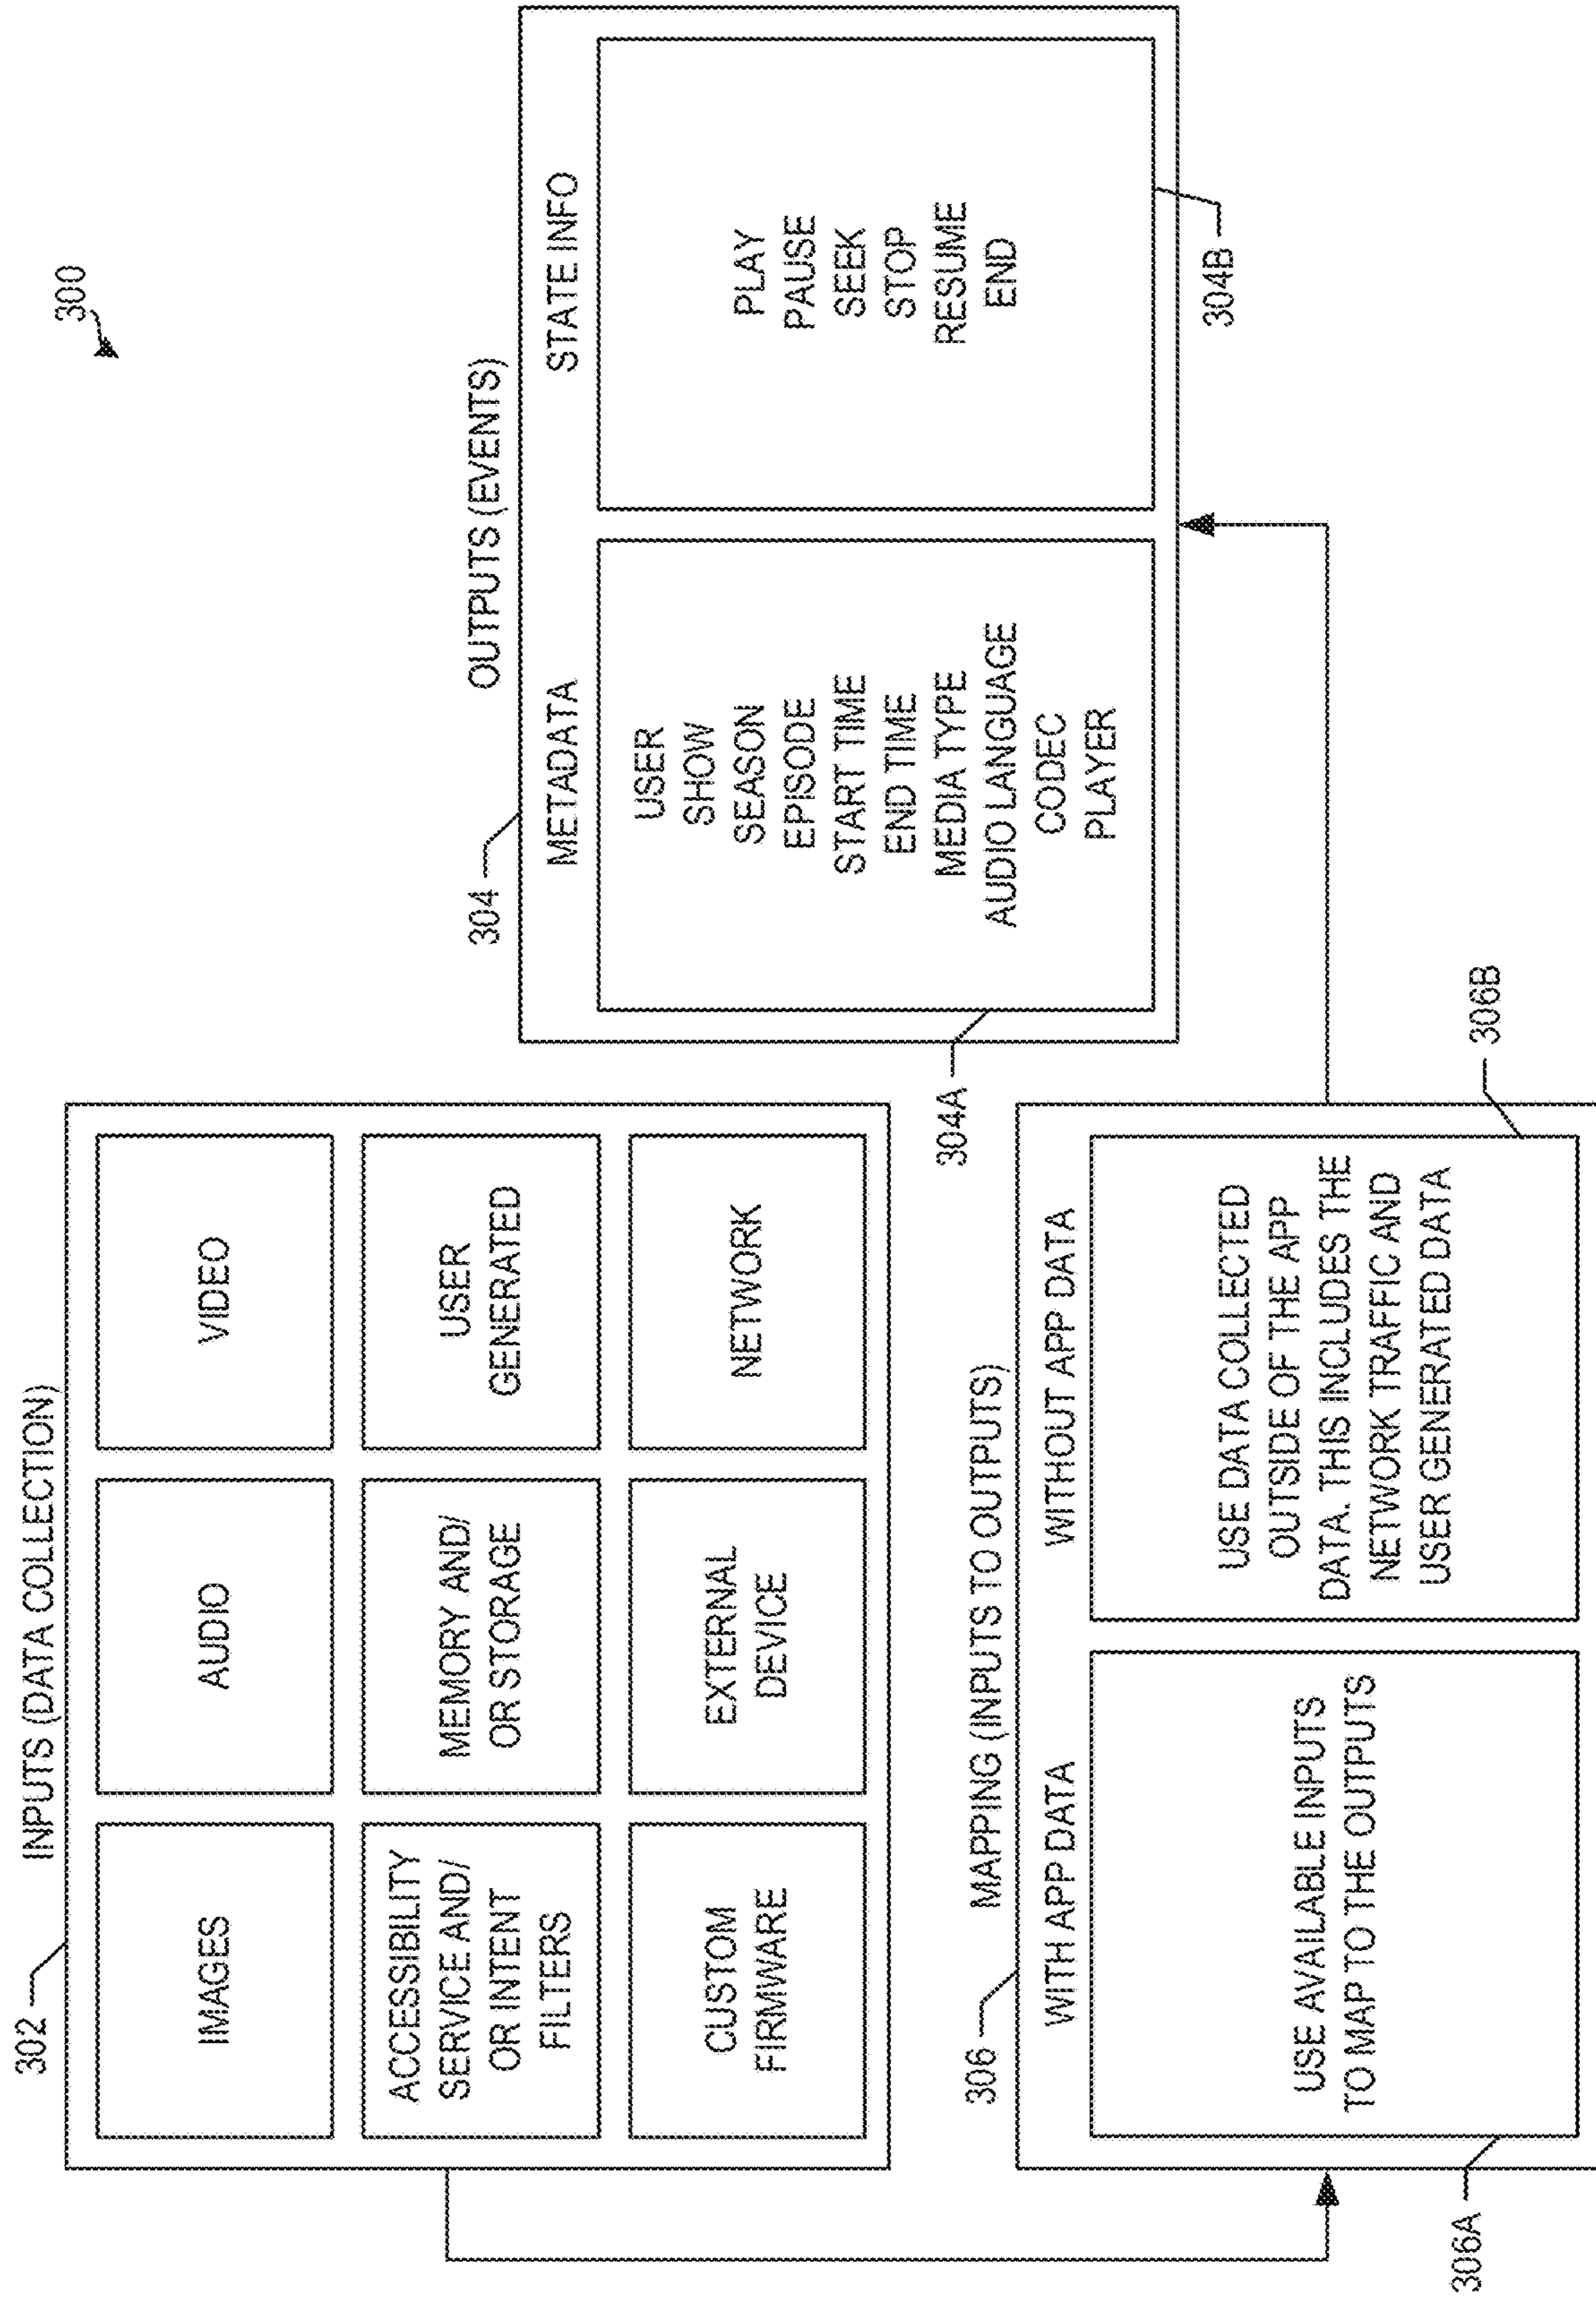 300
302
INPUTS (DATA COLLECTION)
IMAGES
AUDIO
VIDEO
ACCESSIBILITY
SERVICE AND/
OR INTENT
FILTERS
MEMORY AND/
OR STORAGE
USER
GENERATED
CUSTOM
FIRMWARE
EXTERNAL
DEVICE
NETWORK
306
MAPPING (INPUTS TO OUTPUTS)
WITH APP DATA
USE AVAILABLE INPUTS
TO MAP TO THE OUTPUTS
306A
WITHOUT APP DATA
USE DATA COLLECTED
OUTSIDE OF THE APP
DATA. THIS INCLUDES THE
NETWORK TRAFFIC AND
USER GENERATED DATA
306B
304
OUTPUTS (EVENTS)
METADATA
USER
SHOW
SEASON
EPISODE
START TIME
END TIME
MEDIA TYPE
AUDIO LANGUAGE
CODEC
PLAYER
304A
STATE INFO
PLAY
PAUSE
SEEK
STOP
RESUME
END
304B